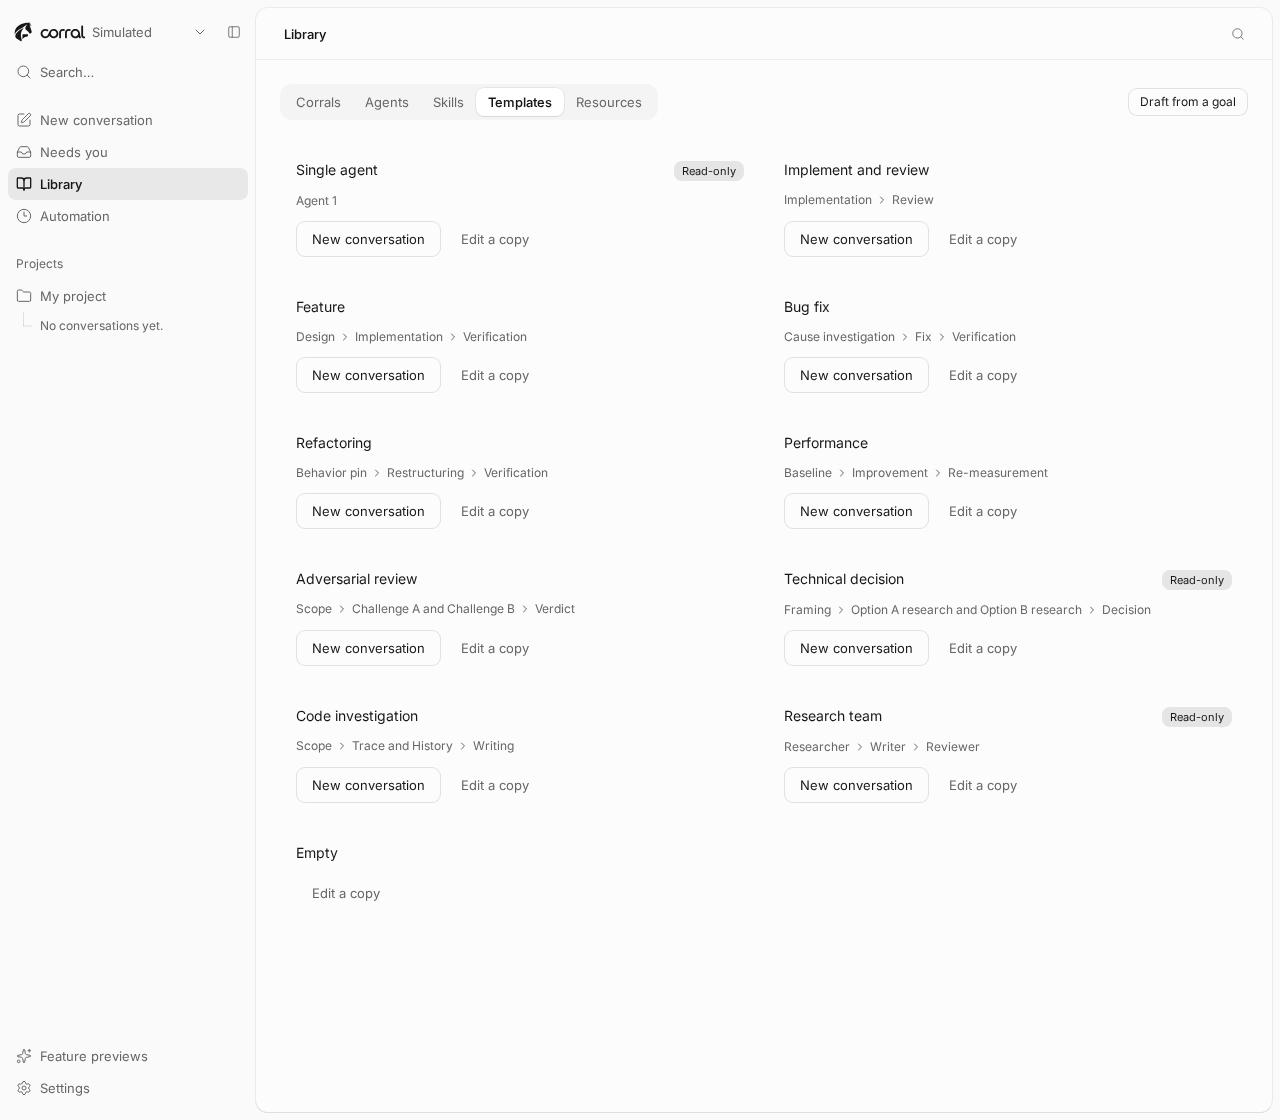 corral Simulated
Search...
New conversation
Needs you
Library
Automation
Projects
My project
No conversations yet.
Feature previews
Settings
Library
Corrals Agents Skills Templates Resources
Draft from a goal
Single agent Read-only
Agent 1
New conversation Edit a copy
Implement and review
Implementation > Review
New conversation Edit a copy
Feature
Design > Implementation > Verification
New conversation Edit a copy
Bug fix
Cause investigation > Fix > Verification
New conversation Edit a copy
Refactoring
Behavior pin > Restructuring > Verification
New conversation Edit a copy
Performance
Baseline > Improvement > Re-measurement
New conversation Edit a copy
Adversarial review
Scope > Challenge A and Challenge B > Verdict
New conversation Edit a copy
Technical decision Read-only
Framing > Option A research and Option B research > Decision
New conversation Edit a copy
Code investigation
Scope > Trace and History > Writing
New conversation Edit a copy
Research team Read-only
Researcher > Writer > Reviewer
New conversation Edit a copy
Empty
Edit a copy